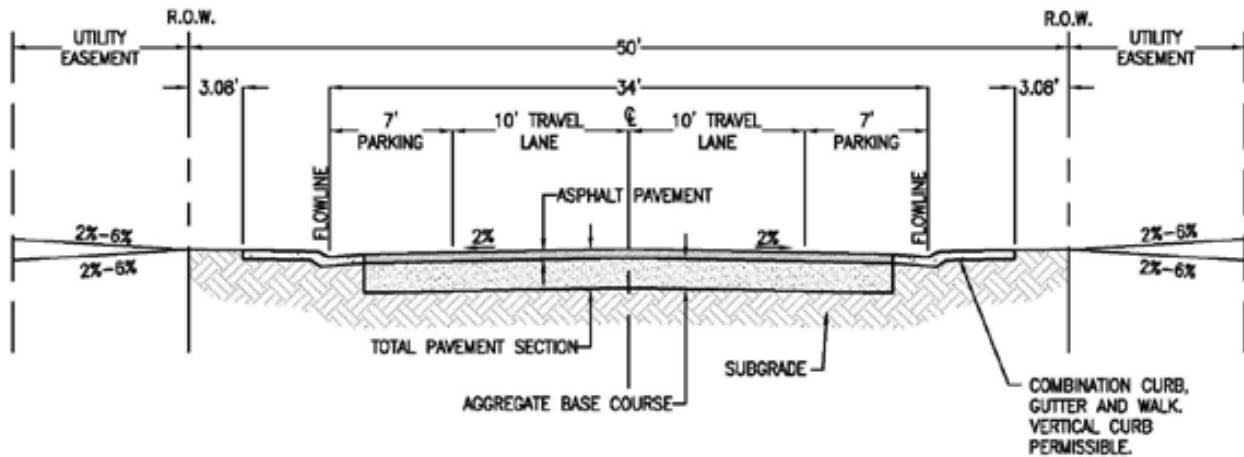 R.O.W.
R.O.W.
UTILITY
EASEMENT
50'
UTILITY
EASEMENT
3.08'
34'
3.08'
7'
PARKING
10' TRAVEL
LANE
℄
10' TRAVEL
LANE
7'
PARKING
FLOWLINE
ASPHALT PAVEMENT
FLOWLINE
2%-6%
2%
2%
2%-6%
2%-6%
2%-6%
TOTAL PAVEMENT SECTION
SUBGRADE
AGGREGATE BASE COURSE
COMBINATION CURB,
GUTTER AND WALK.
VERTICAL CURB
PERMISSIBLE.